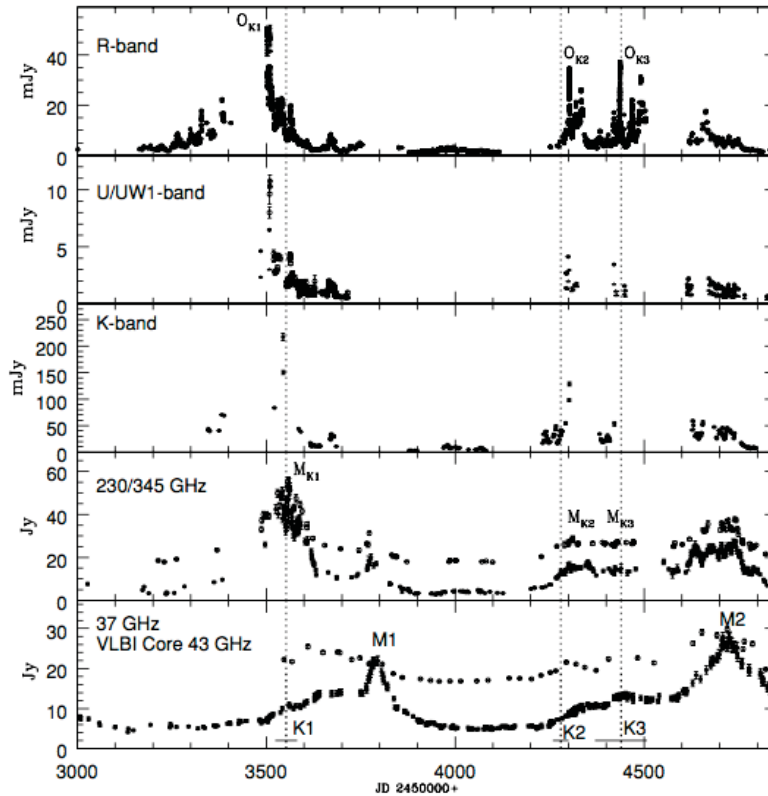 R-band
O_K1
O_K2
O_K3
mJy
40
20
0
U/UW1-band
mJy
10
5
0
K-band
mJy
250
200
150
100
50
0
230/345 GHz
M_K1
M_K2
M_K3
Jy
60
40
20
0
37 GHz
VLBI Core 43 GHz
M1
M2
Jy
30
20
10
0
K1
K2
K3
3000
3500
4000
4500
JD 2450000+